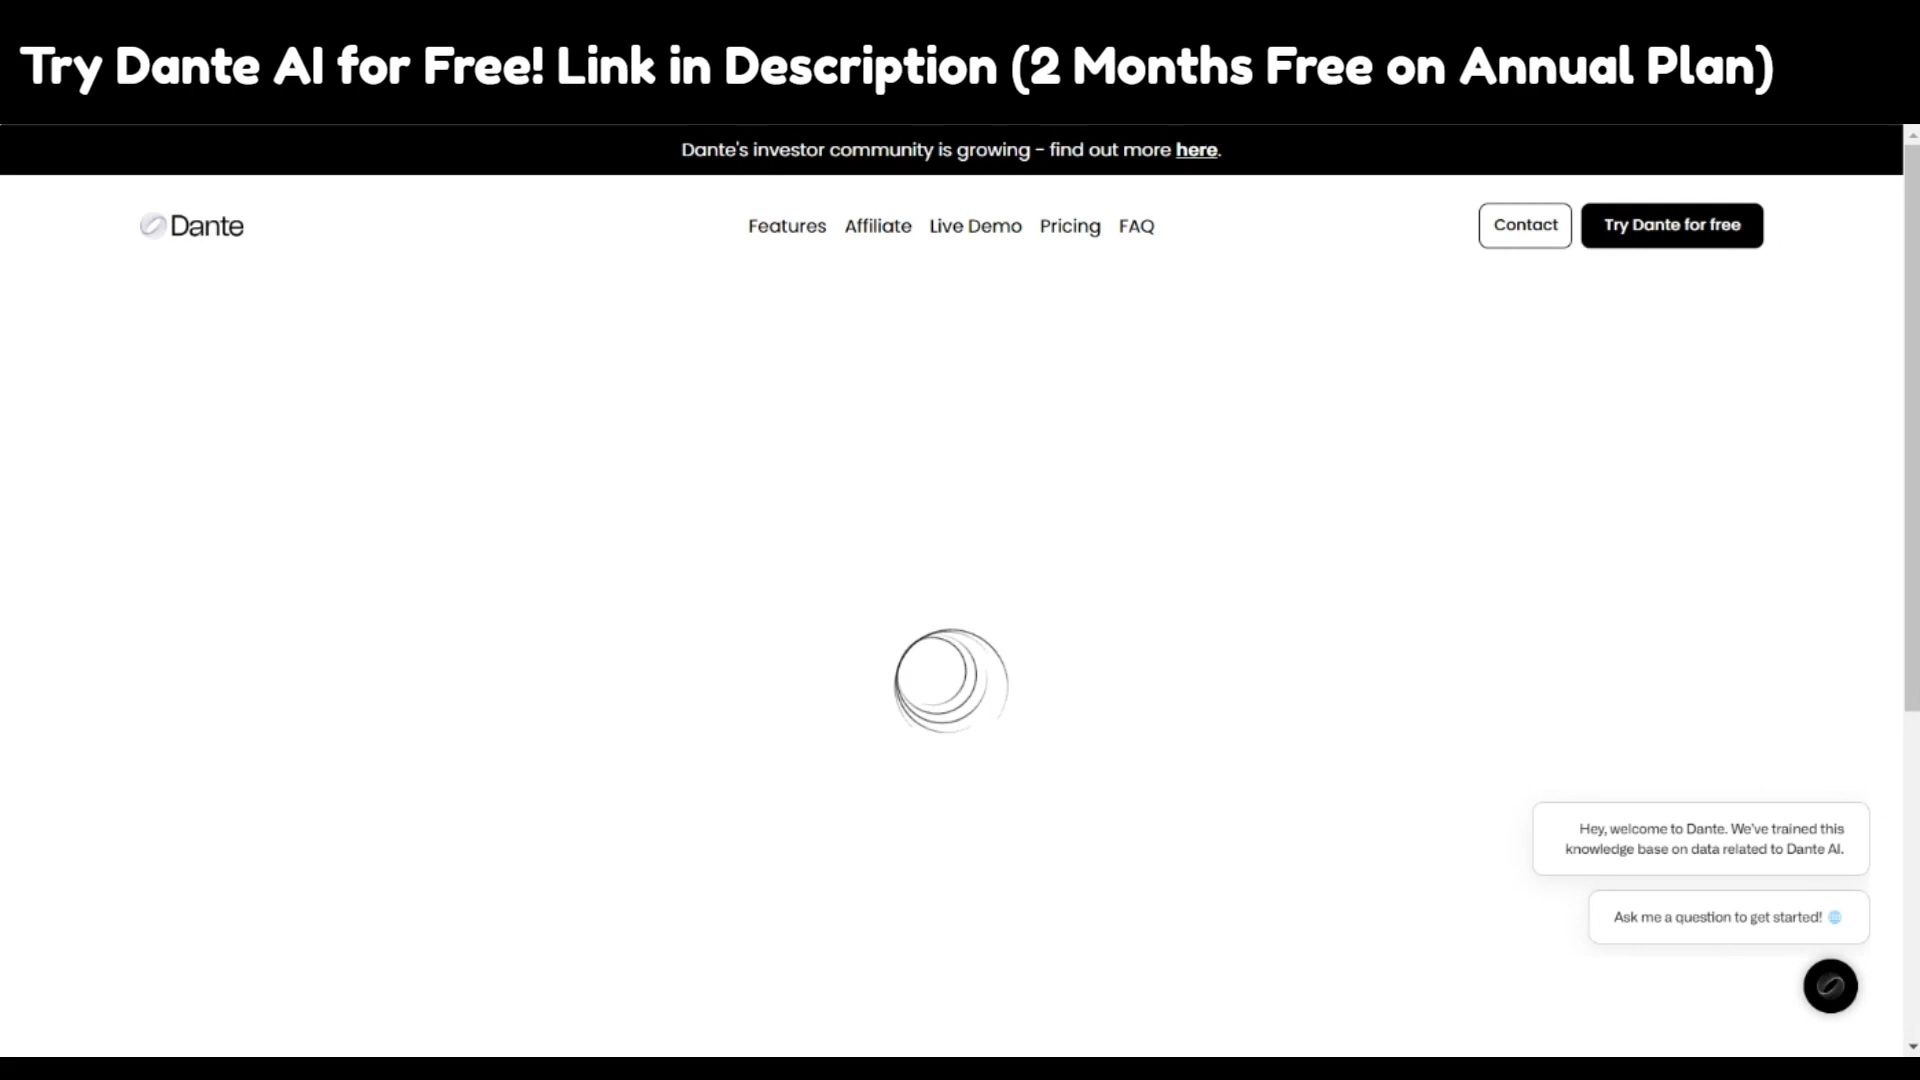 Try Dante AI for Free! Link in Description (2 Months Free on Annual Plan)
Dante's investor community is growing - find out more here.
Dante
Features Affiliate Live Demo Pricing FAQ
Contact
Try Dante for free
Hey, welcome to Dante. We've trained this
knowledge base on data related to Dante AI.
Ask me a question to get started!